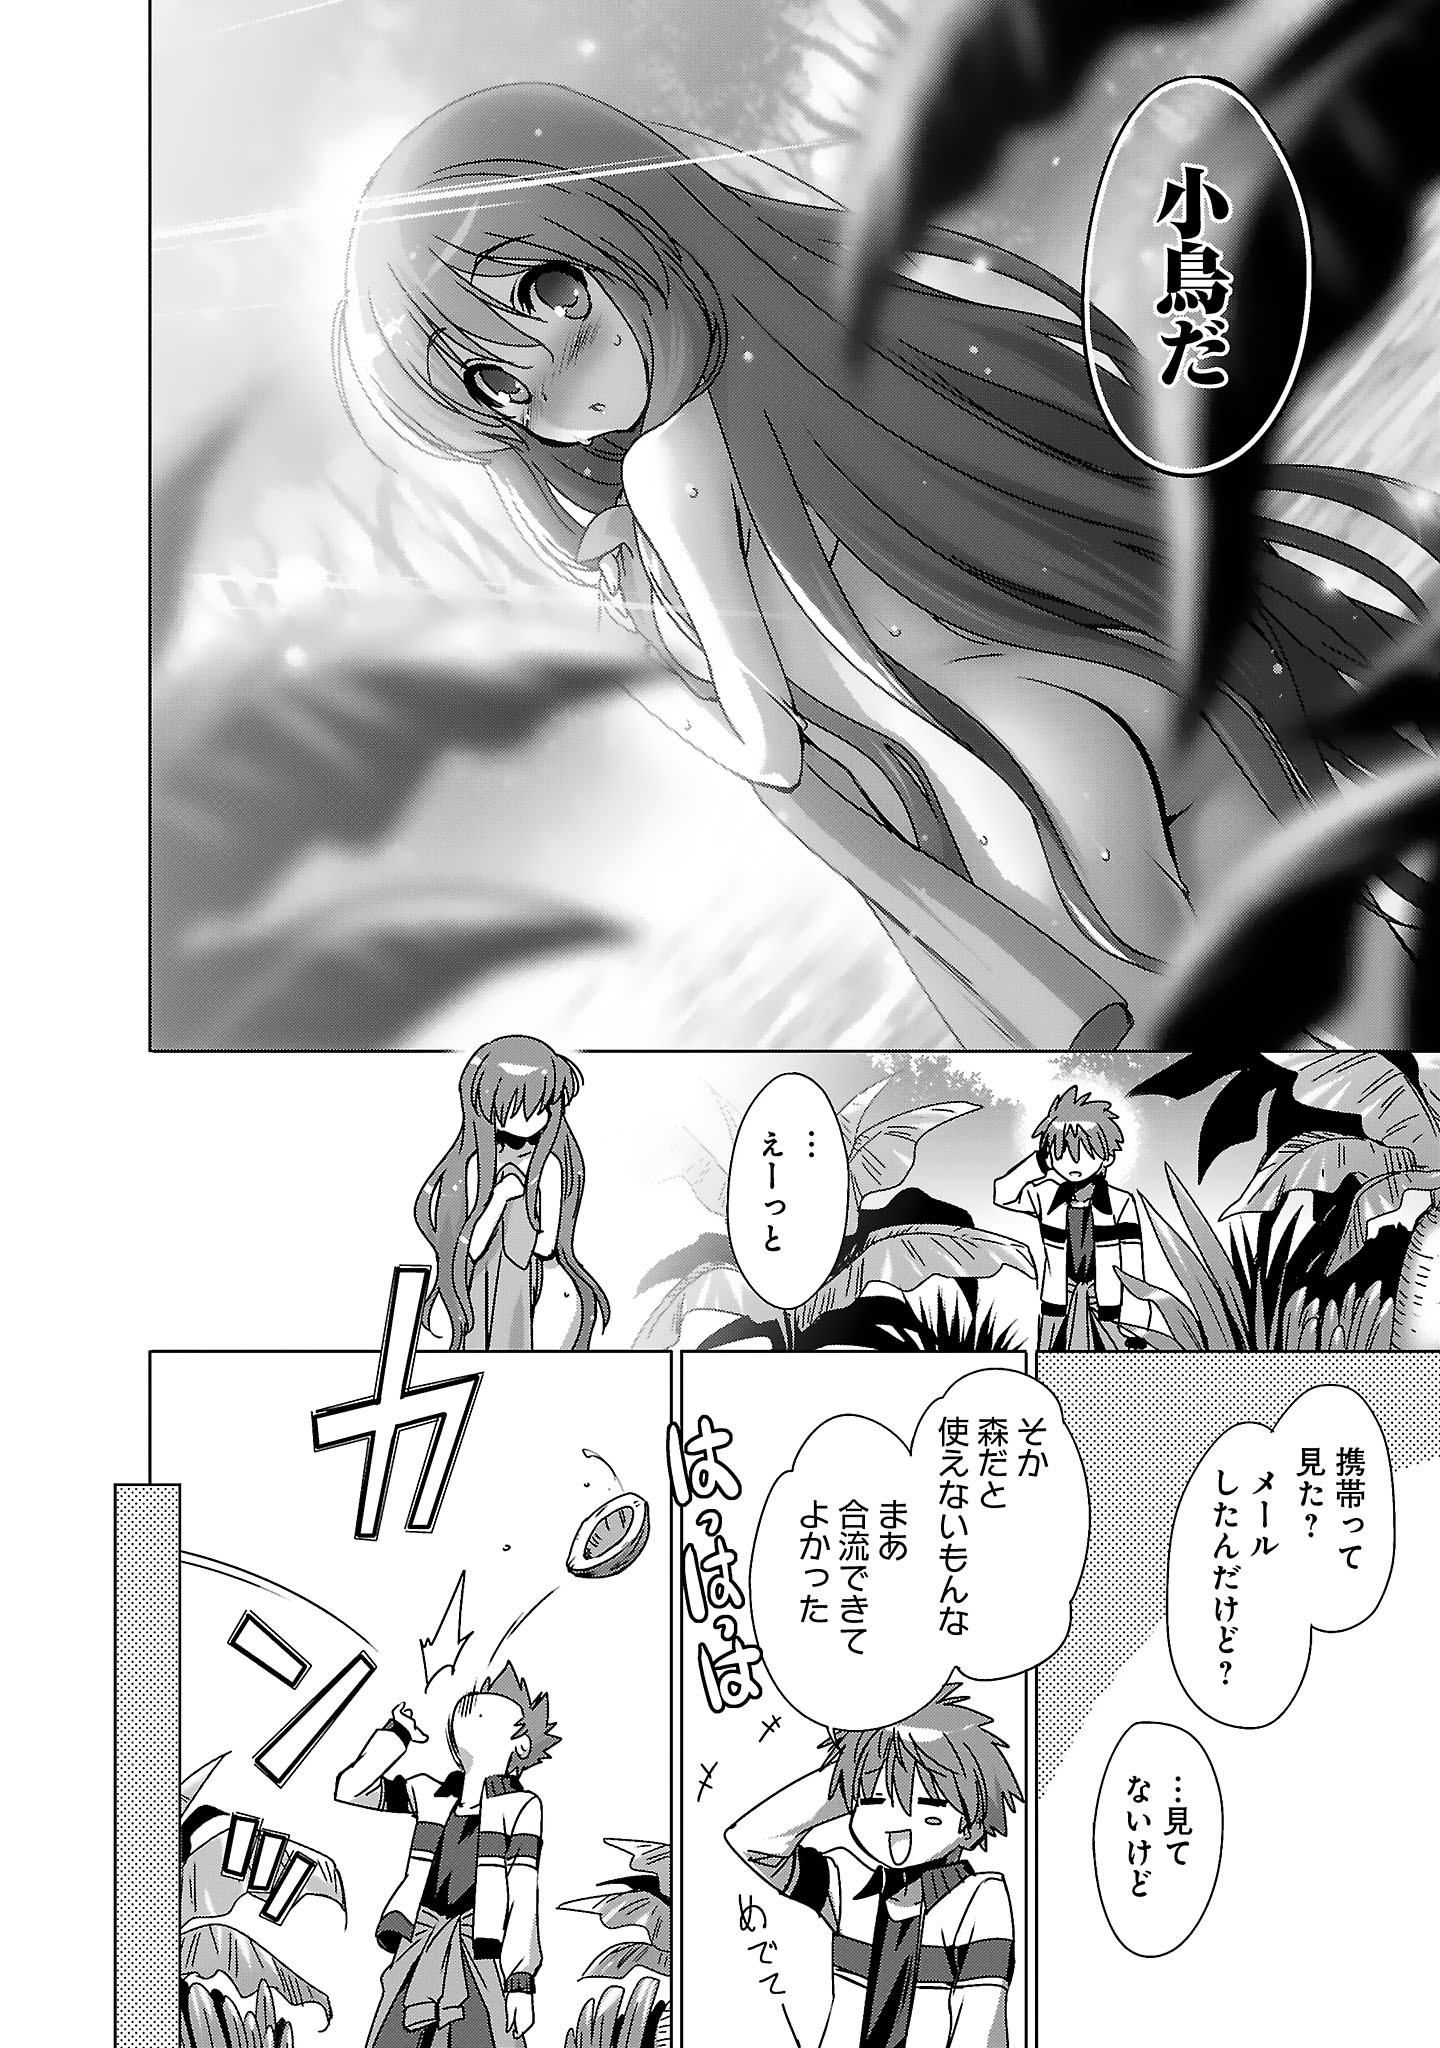 小鳥だ
…
えーっと
携帯って
見た?
メール
したんだけど?
…見て
ないけど
そか
森だと
使えないもんな
まあ
合流できて
よかった
はっはっは
めでてー
カンッ